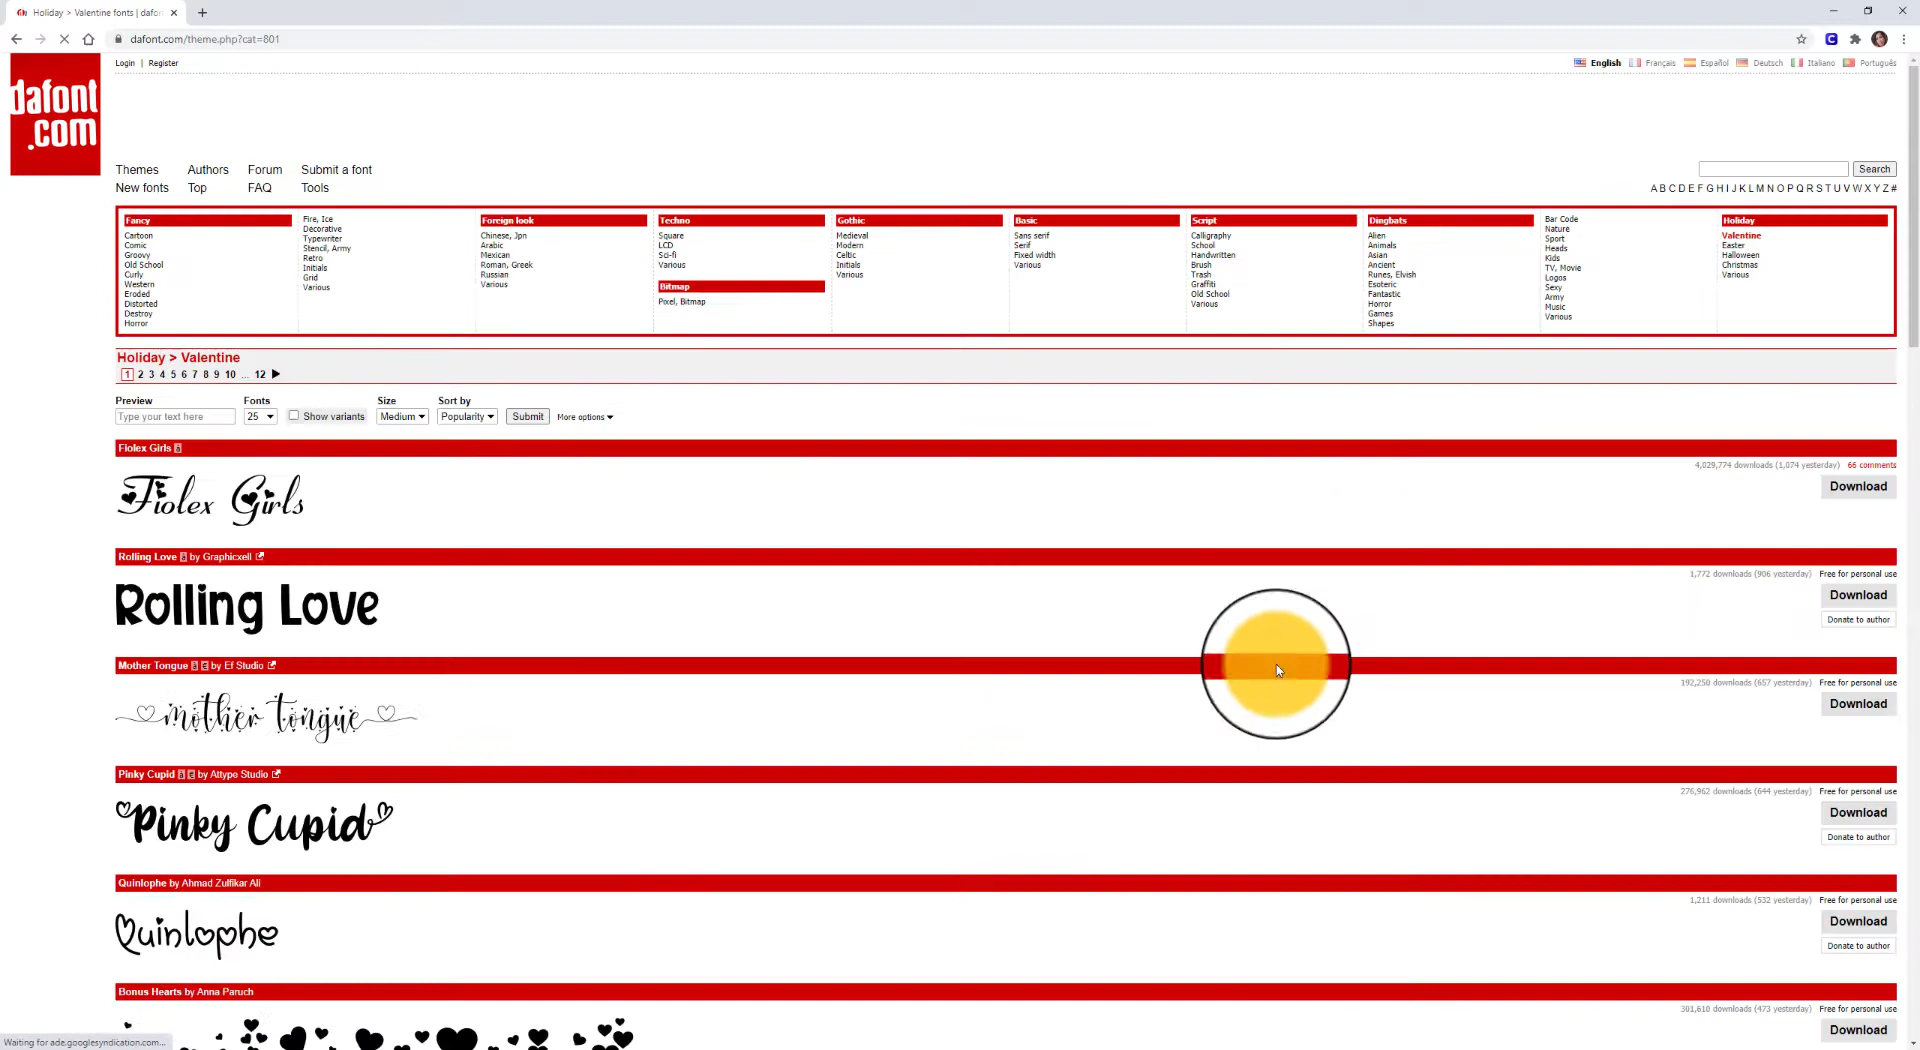 Holiday > Valentine fonts | dafon
dafont.com/theme.php?cat=801
dafont
.com
Login | Register
English Français Español Deutsch Italiano Português
Themes Authors Forum Submit a font
New fonts Top FAQ Tools
Search
A B C D E F G H I J K L M N O P Q R S T U V W X Y Z #
Fancy
Cartoon
Comic
Groovy
Old School
Curly
Western
Eroded
Distorted
Destroy
Horror
Fire, Ice
Decorative
Typewriter
Stencil, Army
Retro
Initials
Grid
Various
Foreign look
Chinese, Jpn
Arabic
Mexican
Roman, Greek
Russian
Various
Techno
Square
LCD
Sci-fi
Various
Bitmap
Pixel, Bitmap
Gothic
Medieval
Modern
Celtic
Initials
Various
Basic
Sans serif
Serif
Fixed width
Various
Script
Calligraphy
School
Handwritten
Brush
Trash
Graffiti
Old School
Various
Dingbats
Alien
Animals
Asian
Ancient
Runes, Elvish
Esoteric
Fantastic
Horror
Games
Shapes
Bar Code
Nature
Sport
Heads
Kids
TV, Movie
Logos
Sexy
Army
Music
Various
Holiday
Valentine
Easter
Halloween
Christmas
Various
Holiday > Valentine
1 2 3 4 5 6 7 8 9 10 ... 12
Preview Fonts Size Sort by
Type your text here 25 Show variants Medium Popularity Submit More options
Fiolex Girls
4,029,774 downloads (1,074 yesterday) 66 comments
Fiolex Girls
Download
Rolling Love by Graphicxell
1,772 downloads (906 yesterday) Free for personal use
Rolling Love
Download
Donate to author
Mother Tongue by Ef Studio
192,250 downloads (657 yesterday) Free for personal use
mother tongue
Download
Pinky Cupid by Attype Studio
276,962 downloads (644 yesterday) Free for personal use
Pinky Cupid
Download
Donate to author
Quinlophe by Ahmad Zulfikar Ali
1,211 downloads (532 yesterday) Free for personal use
Quinlophe
Download
Donate to author
Bonus Hearts by Anna Paruch
301,610 downloads (473 yesterday) Free for personal use
Download
Waiting for ade.googlesyndication.com...